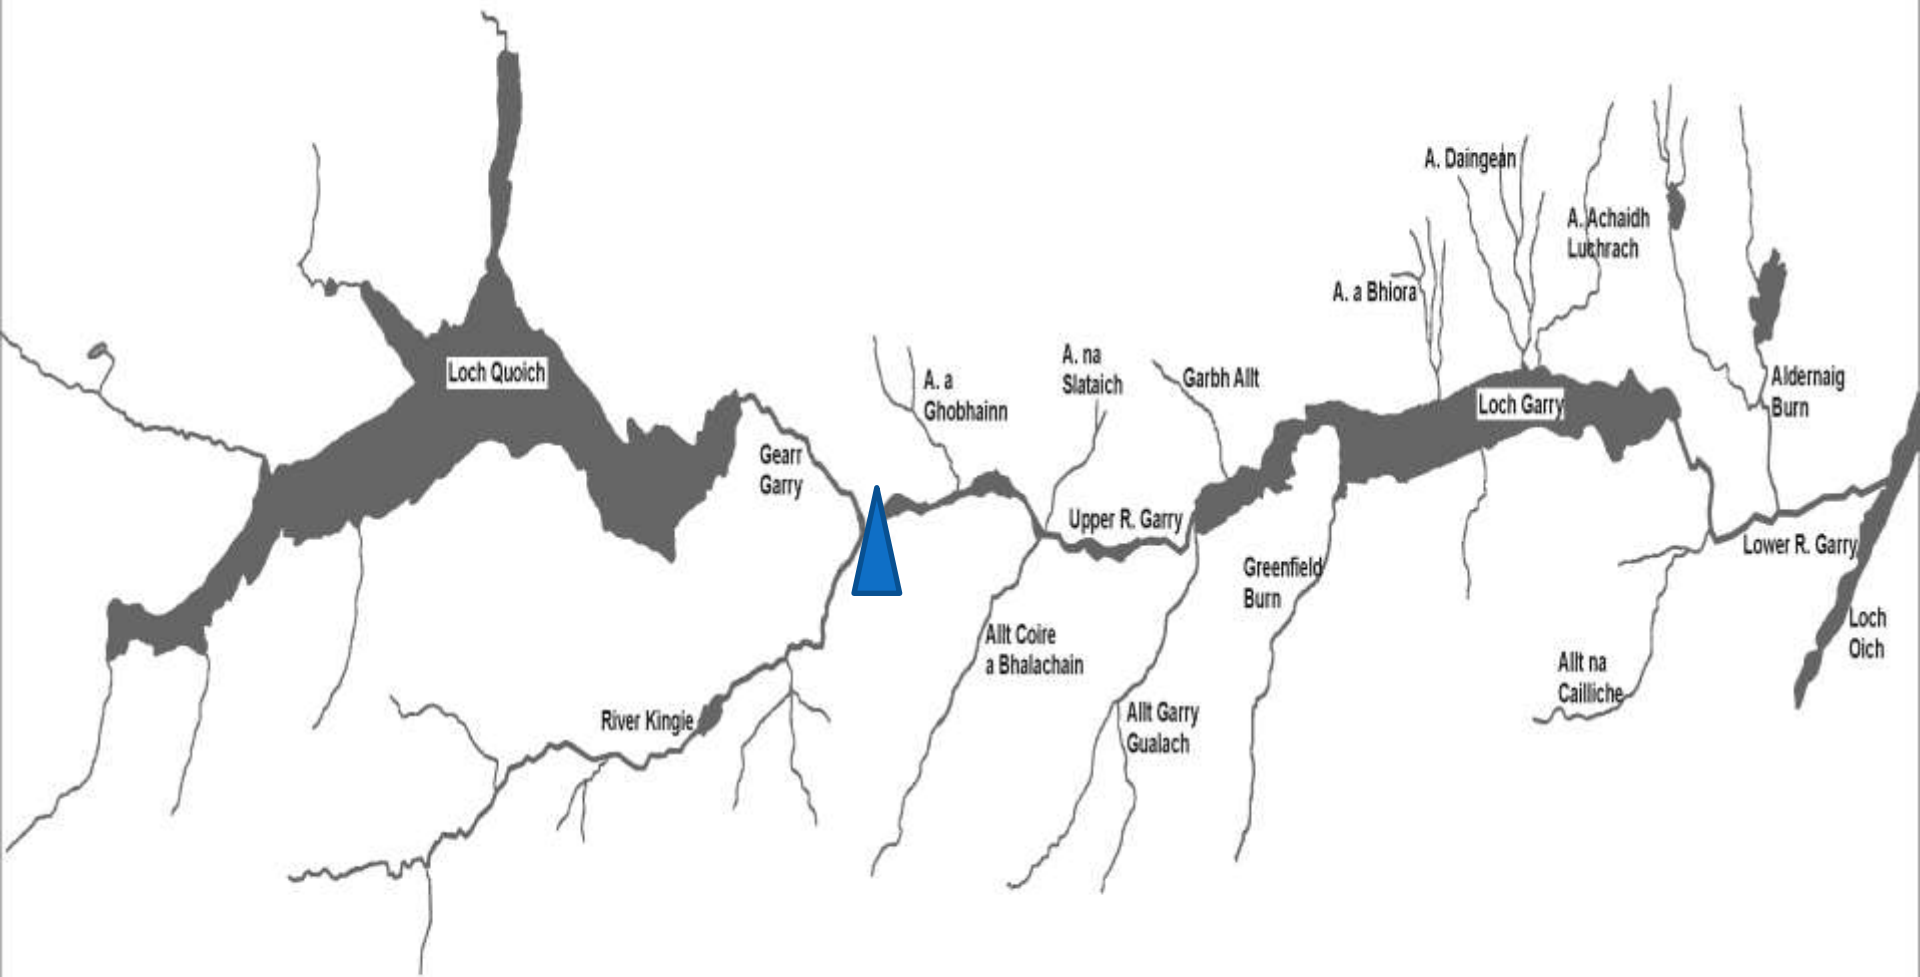 A. Daingean
A. Achaidh
Luchrach
A. a Bhiora
Loch Quoich
A. a
Ghobhainn
A. na
Slataich
Garbh Allt
Loch Garry
Aldernaig
Burn
Gearr
Garry
Upper R. Garry
Lower R. Garry
Greenfield
Burn
Loch
Oich
Allt Coire
a Bhalachain
Allt na
Cailliche
River Kingie
Allt Garry
Gualach